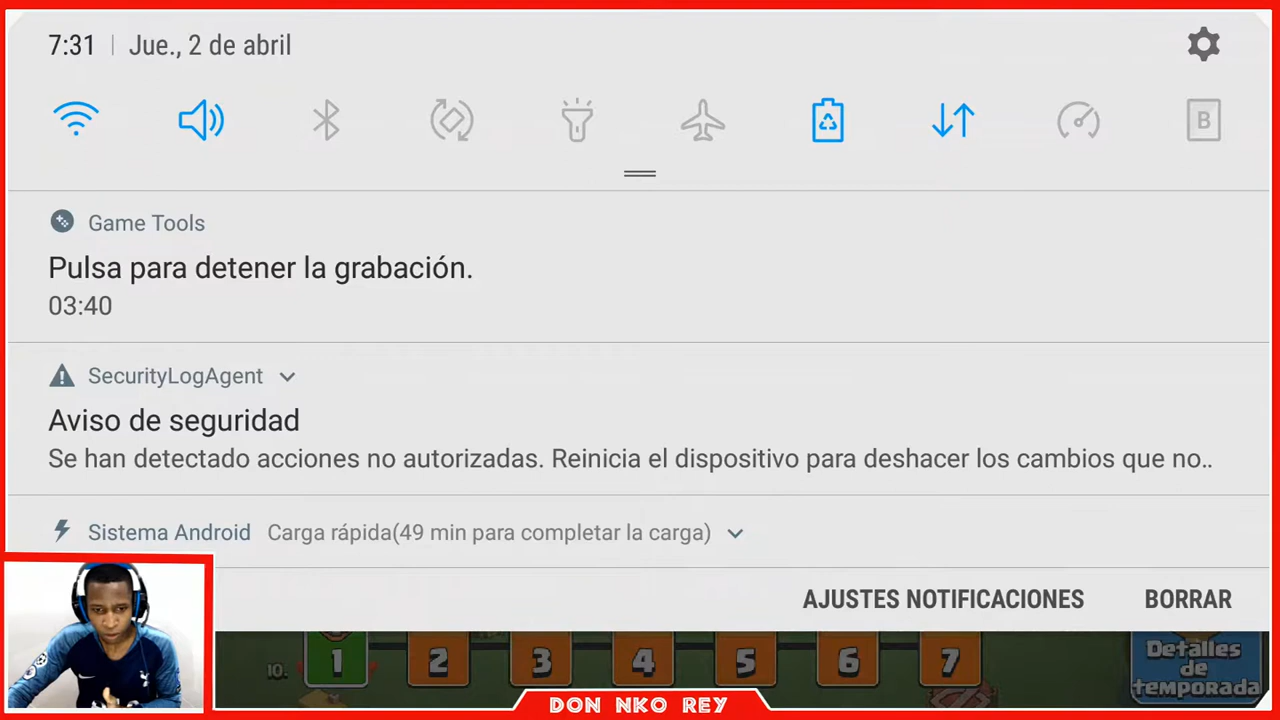 7:31 | Jue., 2 de abril
B
Game Tools
Pulsa para detener la grabación.
03:40
SecurityLogAgent
Aviso de seguridad
Se han detectado acciones no autorizadas. Reinicia el dispositivo para deshacer los cambios que no..
Sistema Android Carga rápida(49 min para completar la carga)
AJUSTES NOTIFICACIONES BORRAR
10. 1 2 3 4 5 6 7
Detalles
de
temporada
DON NKO REY